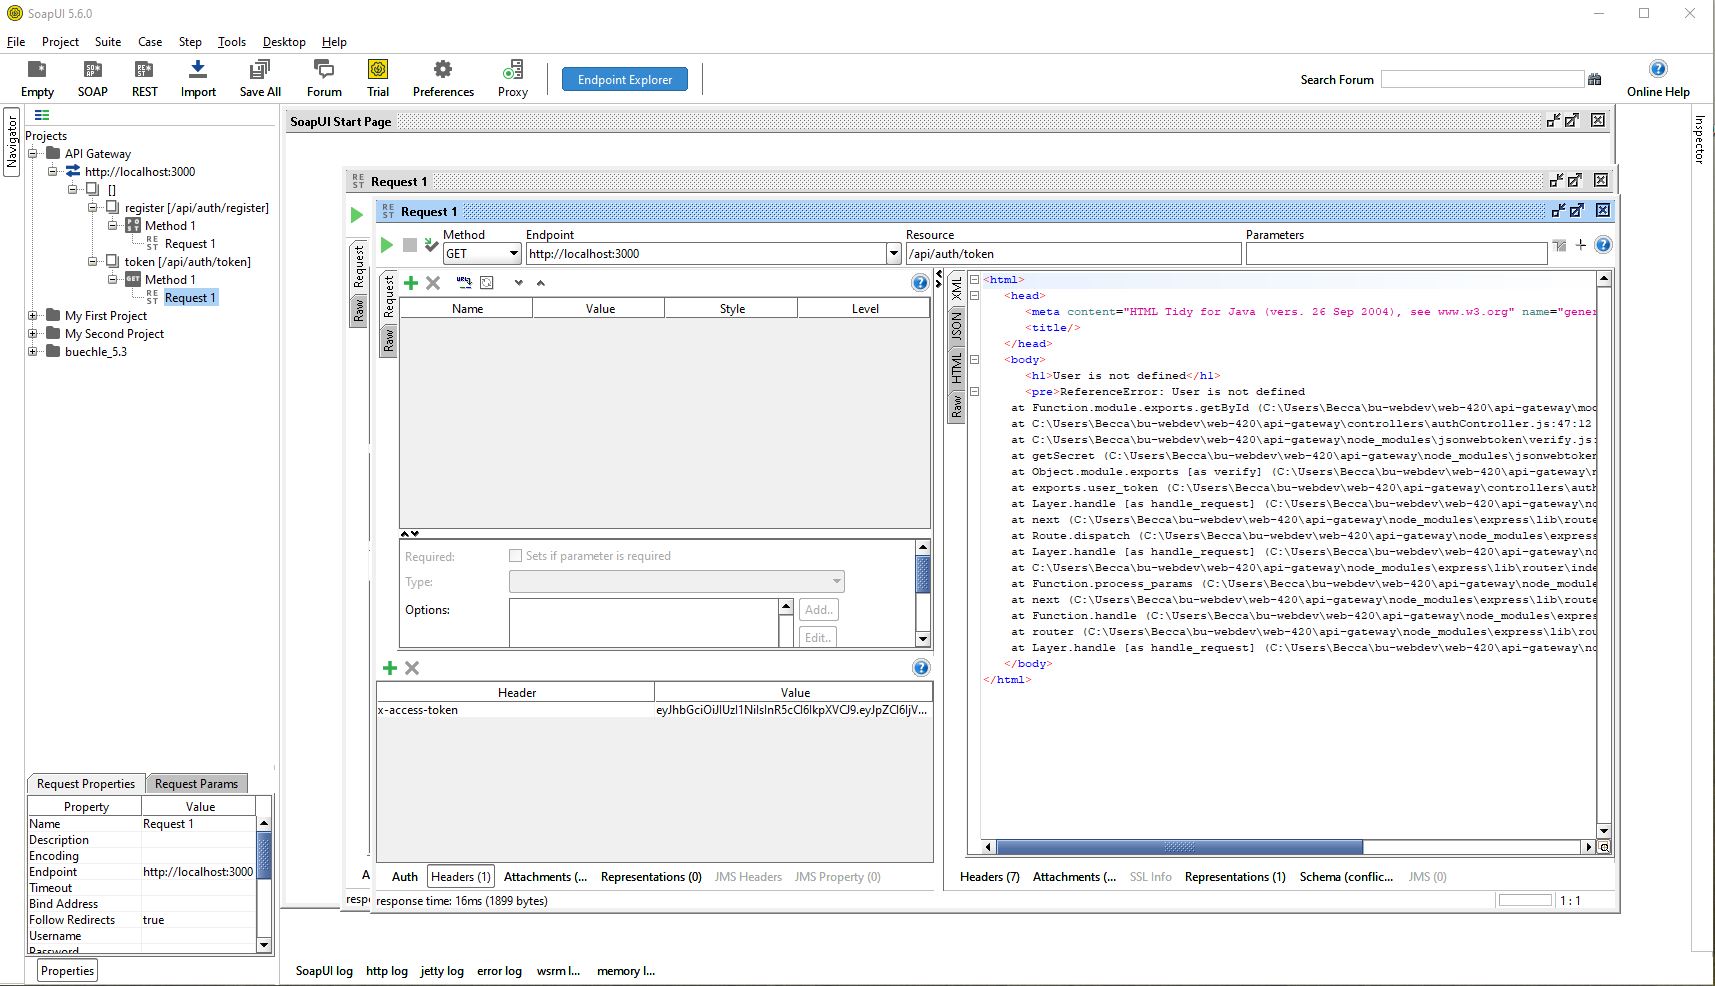 SoapUI 5.6.0
File Project Suite Case Step Tools Desktop Help
Empty SOAP REST Import Save All Forum Trial Preferences Proxy Endpoint Explorer Search Forum Online Help
Navigator
Inspector
Projects
API Gateway
http://localhost:3000
[]
register [/api/auth/register]
Method 1
Request 1
token [/api/auth/token]
Method 1
Request 1
My First Project
My Second Project
buechle_5.3
SoapUI Start Page
Request 1
Request 1
Method Endpoint Resource Parameters
GET http://localhost:3000 /api/auth/token
Request
Raw
Request
Raw
Name Value Style Level
Required: Sets if parameter is required
Type:
Options: Add..
Edit..
Header Value
x-access-token
XML
JSON
HTML
Raw
<html>
<head>
<meta content="HTML Tidy for Java (vers. 26 Sep 2004), see www.w3.org" name="gener
<title/>
</head>
<body>
<h1>User is not defined</h1>
<pre>ReferenceError: User is not defined
at Function.module.exports.getById (C:\Users\Becca\bu-webdev\web-420\api-gateway\mod
at C:\Users\Becca\bu-webdev\web-420\api-gateway\controllers\authController.js:47:12
at C:\Users\Becca\bu-webdev\web-420\api-gateway\node_modules\jsonwebtoken\verify.js:
at getSecret (C:\Users\Becca\bu-webdev\web-420\api-gateway\node_modules\jsonwebtoken
at Object.module.exports [as verify] (C:\Users\Becca\bu-webdev\web-420\api-gateway\n
at exports.user_token (C:\Users\Becca\bu-webdev\web-420\api-gateway\controllers\auth
at Layer.handle [as handle_request] (C:\Users\Becca\bu-webdev\web-420\api-gateway\no
at next (C:\Users\Becca\bu-webdev\web-420\api-gateway\node_modules\express\lib\route
at Route.dispatch (C:\Users\Becca\bu-webdev\web-420\api-gateway\node_modules\express
at Layer.handle [as handle_request] (C:\Users\Becca\bu-webdev\web-420\api-gateway\no
at C:\Users\Becca\bu-webdev\web-420\api-gateway\node_modules\express\lib\router\inde
at Function.process_params (C:\Users\Becca\bu-webdev\web-420\api-gateway\node_module
at next (C:\Users\Becca\bu-webdev\web-420\api-gateway\node_modules\express\lib\route
at Function.handle (C:\Users\Becca\bu-webdev\web-420\api-gateway\node_modules\express
at router (C:\Users\Becca\bu-webdev\web-420\api-gateway\node_modules\express\lib\rou
at Layer.handle [as handle_request] (C:\Users\Becca\bu-webdev\web-420\api-gateway\no
</body>
</html>
Auth Headers (1) Attachments (... Representations (0) JMS Headers JMS Property (0)
Headers (7) Attachments (... SSL Info Representations (1) Schema (conflic... JMS (0)
response time: 16ms (1899 bytes) 1 : 1
Request Properties Request Params
Property Value
Name Request 1
Description
Encoding
Endpoint http://localhost:3000
Timeout
Bind Address
Follow Redirects true
Username
Password
Properties
SoapUI log http log jetty log error log wsrm l... memory l...